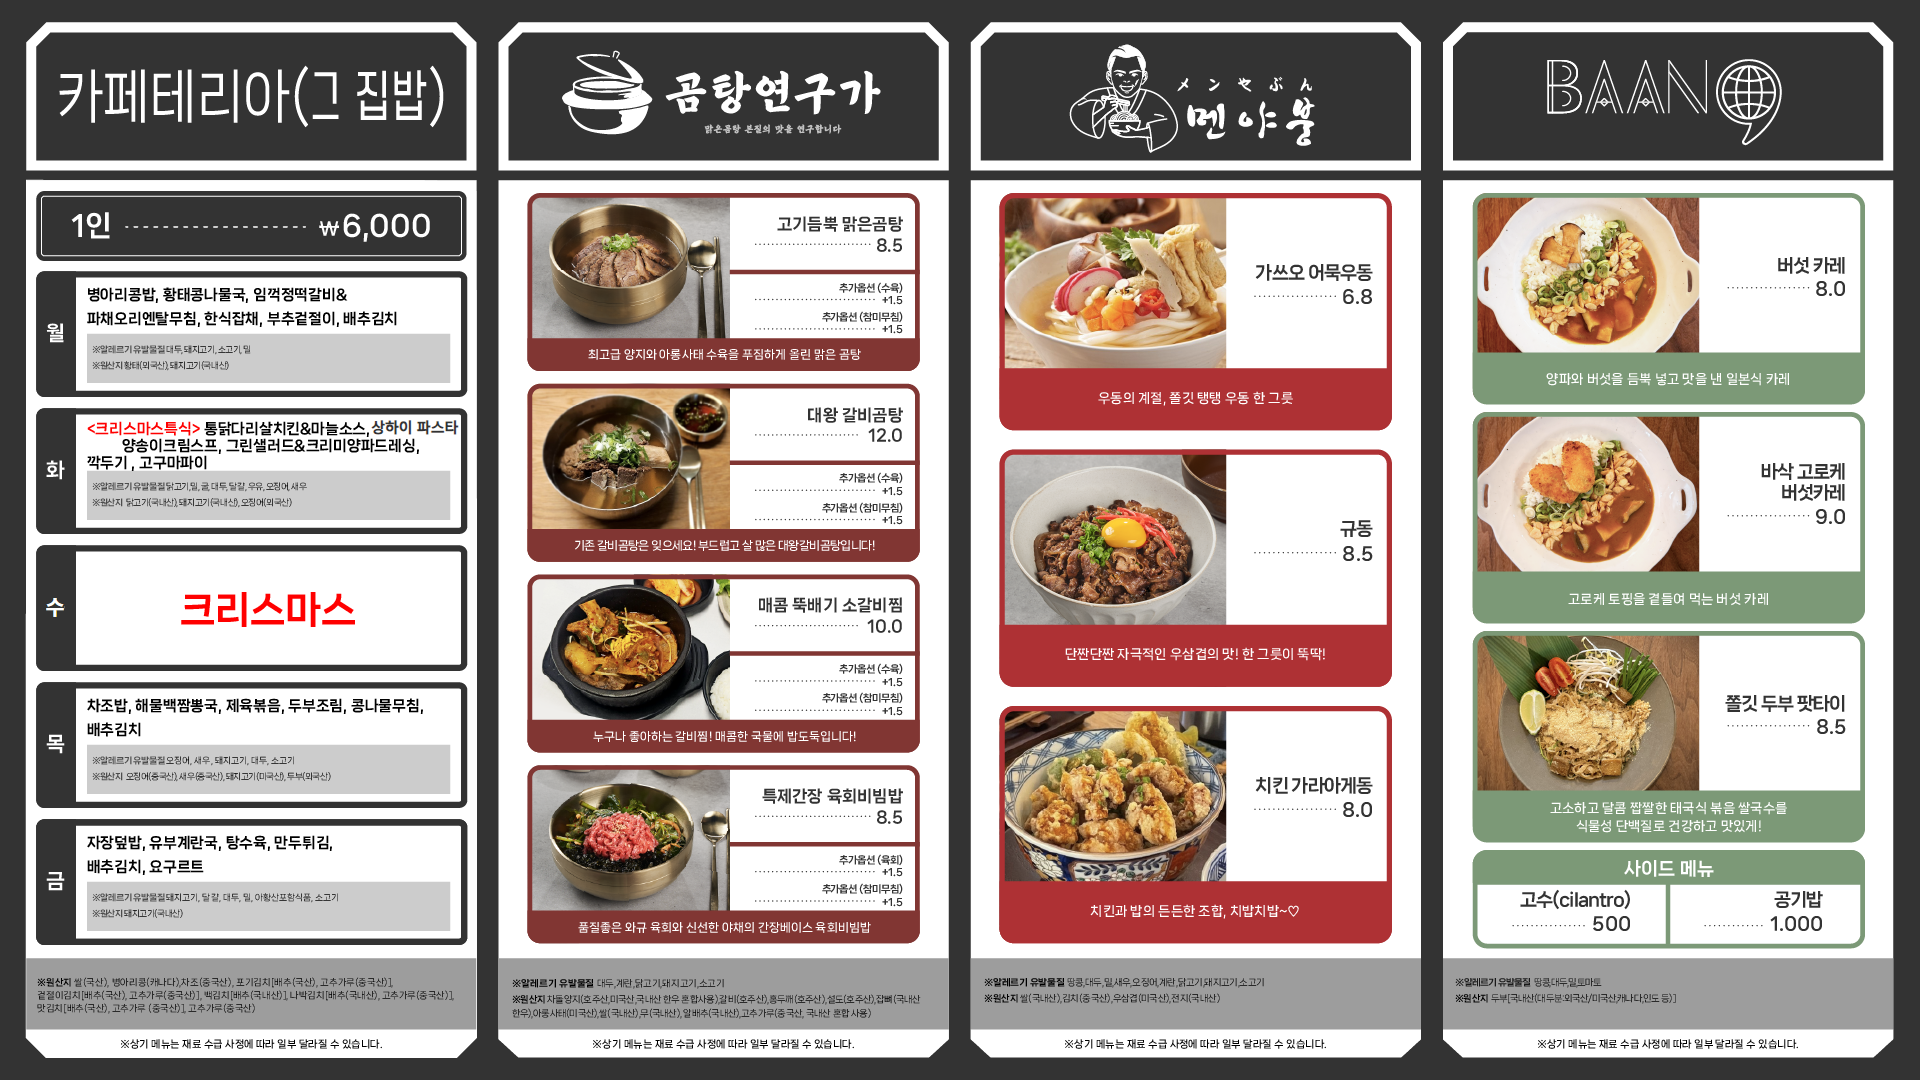 카페테리아(그 집밥)
1인 ₩6,000
월
병아리콩밥, 황태콩나물국, 임꺽정떡갈비&
파채오리엔탈무침, 한식잡채, 부추겉절이, 배추김치
※알레르기유발물질 대두, 돼지고기, 소고기, 밀
※원산지 황태(외국산), 돼지고기(국내산)
화
<크리스마스특식> 통닭다리살치킨&마늘소스, 상하이 파스타
양송이크림스프, 그린샐러드&크리미양파드레싱,
깍두기 , 고구마파이
※알레르기유발물질 닭고기, 밀, 굴, 대두, 달걀, 우유, 오징어, 새우
※원산지 닭고기(국내산), 돼지고기(국내산), 오징어(외국산)
수
크리스마스
목
차조밥, 해물백짬뽕국, 제육볶음, 두부조림, 콩나물무침,
배추김치
※알레르기유발물질 오징어, 새우, 돼지고기, 대두, 소고기
※원산지 오징어(중국산), 새우(중국산), 돼지고기(미국산), 두부(외국산)
금
자장덮밥, 유부계란국, 탕수육, 만두튀김,
배추김치, 요구르트
※알레르기유발물질 돼지고기, 달걀, 대두, 밀, 아황산포함식품, 소고기
※원산지 돼지고기(국내산)
※원산지 쌀(국산), 병아리콩(캐나다),차조(중국산), 포기김치[배추(국산), 고추가루(중국산)],
겉절이김치[배추(국산), 고추가루(중국산)], 백김치[배추(국내산)], 나박김치[배추(국내산), 고추가루(중국산)],
맛김치[배추(국산), 고추가루 (중국산)], 고추가루(중국산)
※상기 메뉴는 재료 수급 사정에 따라 일부 달라질 수 있습니다.
곰탕연구가
맑은곰탕 본질의 맛을 연구합니다
고기듬뿍 맑은곰탕
8.5
추가옵션 (수육)
+1.5
추가옵션 (참미무침)
+1.5
최고급 양지와 아롱사태 수육을 푸짐하게 올린 맑은 곰탕
대왕 갈비곰탕
12.0
추가옵션 (수육)
+1.5
추가옵션 (참미무침)
+1.5
기존 갈비곰탕은 잊으세요! 부드럽고 살 많은 대왕갈비곰탕입니다!
매콤 뚝배기 소갈비찜
10.0
추가옵션 (수육)
+1.5
추가옵션 (참미무침)
+1.5
누구나 좋아하는 갈비찜! 매콤한 국물에 밥도둑입니다!
특제간장 육회비빔밥
8.5
추가옵션 (육회)
+1.5
추가옵션 (참미무침)
+1.5
품질좋은 와규 육회와 신선한 야채의 간장베이스 육회비빔밥
※알레르기 유발물질 대두,계란,닭고기,돼지고기,소고기
※원산지 차돌양지(호주산,미국산,국내산 한우 혼합사용),갈비(호주산),홍두깨(호주산),설도(호주산),잡뼈(국내산
한우),아롱사태(미국산),쌀(국내산),무(국내산),알배추(국내산),고추가루(중국산, 국내산 혼합 사용)
※상기 메뉴는 재료 수급 사정에 따라 일부 달라질 수 있습니다.
メンやぶん
멘야붕
가쓰오 어묵우동
6.8
우동의 계절, 쫄깃 탱탱 우동 한 그릇
규동
8.5
단짠단짠 자극적인 우삼겹의 맛! 한 그릇이 뚝딱!
치킨 가라아게동
8.0
치킨과 밥의 든든한 조합, 치밥치밥~♡
※알레르기 유발물질 땅콩,대두,밀,새우,오징어,계란,닭고기,돼지고기,소고기
※원산지 쌀(국내산),김치(중국산),우삼겹(미국산),전지(국내산)
※상기 메뉴는 재료 수급 사정에 따라 일부 달라질 수 있습니다.
BAAN
버섯 카레
8.0
양파와 버섯을 듬뿍 넣고 맛을 낸 일본식 카레
바삭 고로케
버섯카레
9.0
고로케 토핑을 곁들여 먹는 버섯 카레
쫄깃 두부 팟타이
8.5
고소하고 달콤 짭짤한 태국식 볶음 쌀국수를
식물성 단백질로 건강하고 맛있게!
사이드 메뉴
고수(cilantro)
500
공기밥
1.000
※알레르기 유발물질 땅콩,대두,밀,토마토
※원산지 두부[국내산(대두분:외국산/미국산,캐나다,인도 등)]
※상기 메뉴는 재료 수급 사정에 따라 일부 달라질 수 있습니다.